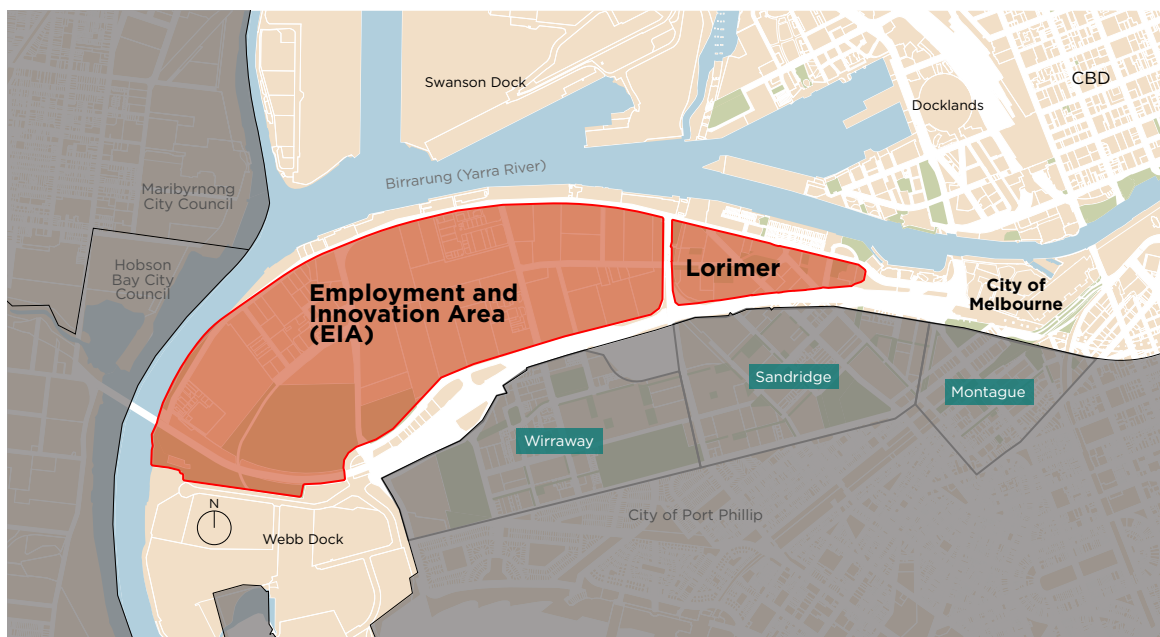 CBD
Swanson Dock
Docklands
Birrarung (Yarra River)
Maribyrnong
City Council
Hobson
Bay City
Council
Employment and
Innovation Area
(EIA)
Lorimer
City of
Melbourne
Sandridge
Montague
Wirraway
N
City of Port Phillip
Webb Dock